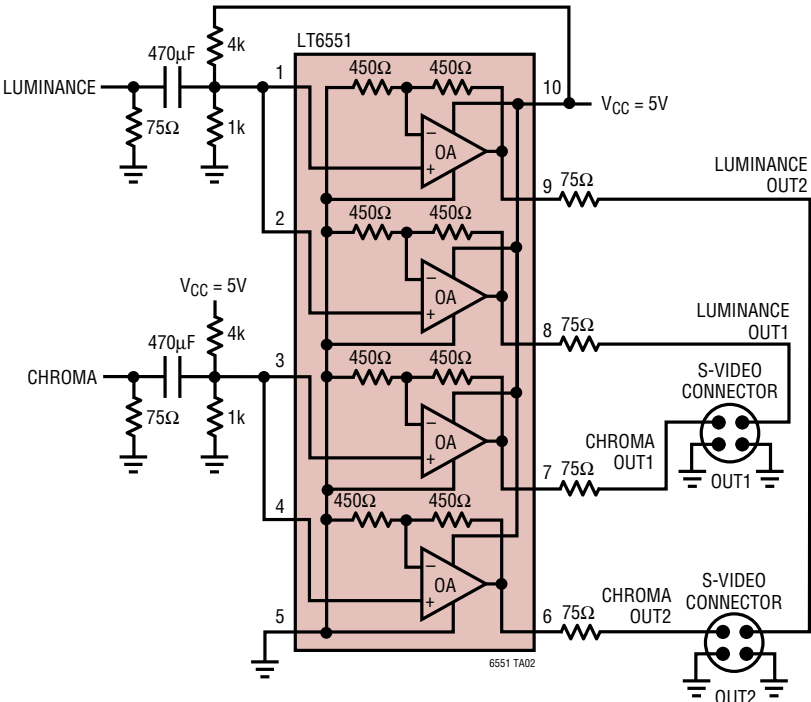 LT6551
4k
470µF
LUMINANCE
75Ω
1k
1
450Ω 450Ω
10
VCC = 5V
OA
− +
9 75Ω
LUMINANCE
OUT2
2
450Ω 450Ω
OA
− +
VCC = 5V
4k
470µF
CHROMA
75Ω
1k
8 75Ω
LUMINANCE
OUT1
3
450Ω 450Ω
OA
− +
S-VIDEO
CONNECTOR
CHROMA
OUT1
OUT1
7 75Ω
4
450Ω 450Ω
OA
− +
5
6 75Ω
CHROMA
OUT2
S-VIDEO
CONNECTOR
OUT2
6551 TA02